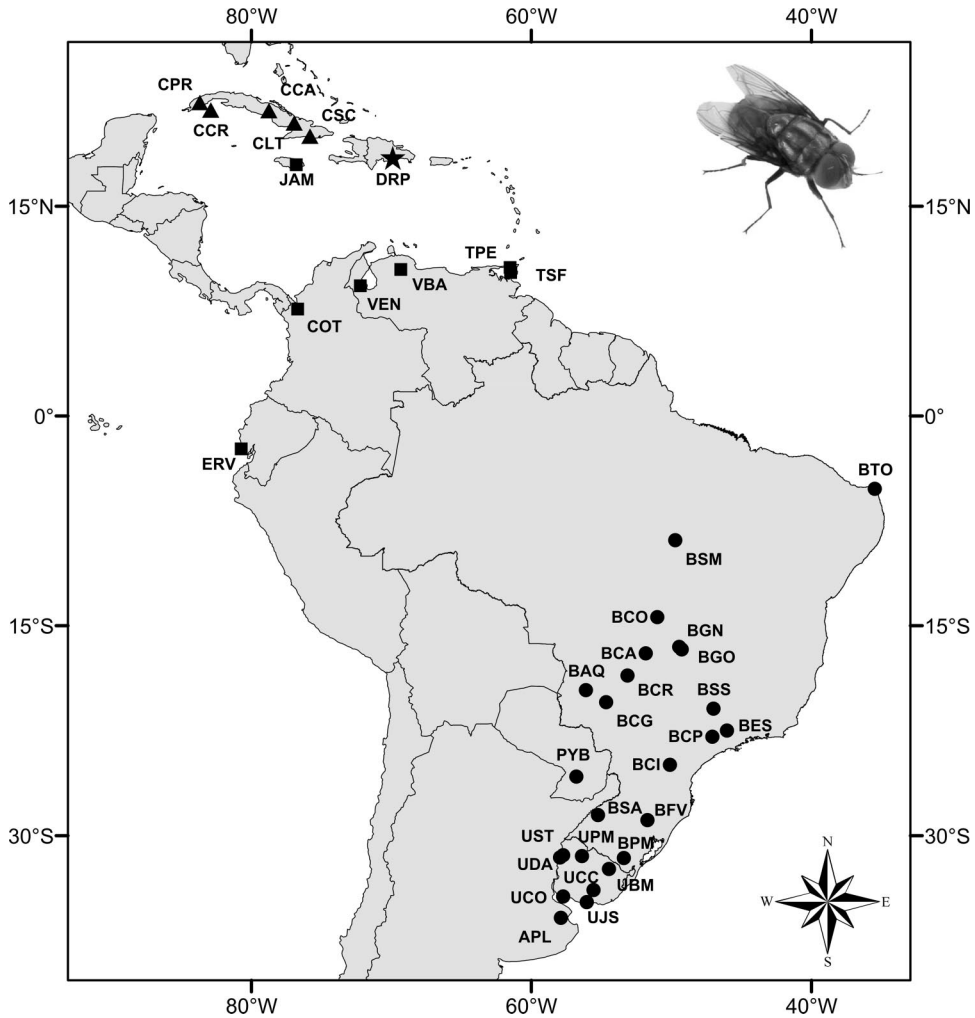 80°W 60°W 40°W
CPR
CCA
CSC
CCR
CLT
JAM
DRP
15°N 15°N
TPE
TSF
VBA
VEN
COT
0° 0°
ERV
BTO
BSM
BCO
BGN
BCA
BGO
BAQ
BCR
BSS
BCG
BES
BCP
PYB
BCI
15°S 15°S
BSA
BFV
30°S 30°S
UST
UPM
BPM
UDA
UCC
UBM
UCO
UJS
APL
N
W E
S
80°W 60°W 40°W